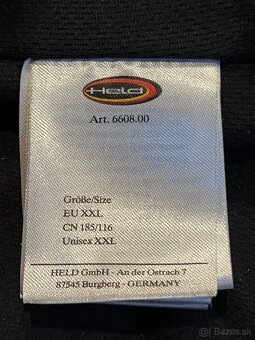 Held
Art. 6608.00
Größe/Size
EU XXL
CN 185/116
Unisex XXL
HELD GmbH - An der Ostrach 7
87545 Burgberg - GERMANY
Bazos.sk